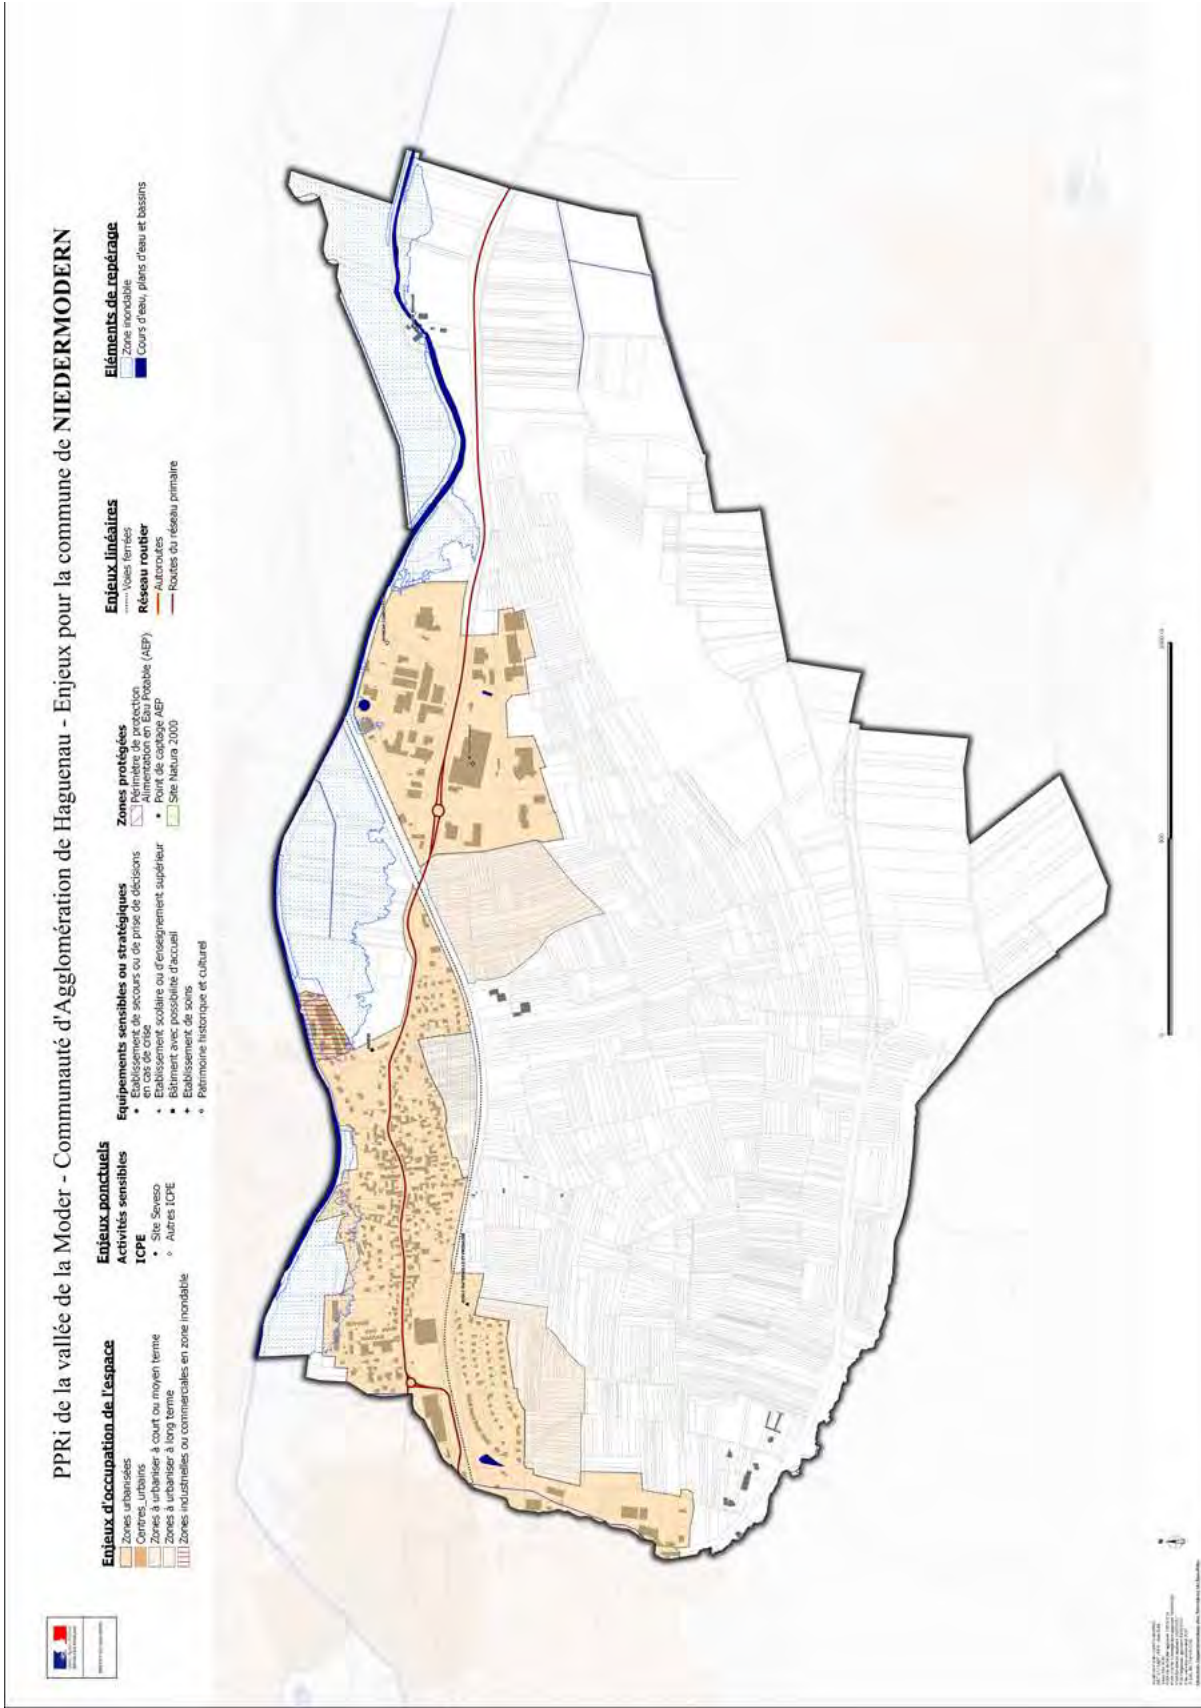 PPRi de la vallée de la Moder - Communauté d'Agglomération de Haguenau - Enjeux pour la commune de NIEDERMODERN
Enjeux d'occupation de l'espace
Zones urbanisées
Centres_urbains
Zones à urbaniser à court ou moyen terme
Zones à urbaniser à long terme
Zones industrielles ou commerciales en zone inondable
Enjeux ponctuels
Activités sensibles
ICPE
Site Seveso
Autres ICPE
Equipements sensibles ou stratégiques
Etablissement de secours ou de prise de décisions
en cas de crise
Etablissement scolaire ou d'enseignement supérieur
Bâtiment avec possibilité d'accueil
Etablissement de soins
Patrimoine historique et culturel
Zones protégées
Périmètre de protection
Alimentation en Eau Potable (AEP)
Point de captage AEP
Site Natura 2000
Enjeux linéaires
Voies ferrées
Réseau routier
Autoroutes
Routes du réseau primaire
Eléments de repérage
Zone inondable
Cours d'eau, plans d'eau et bassins